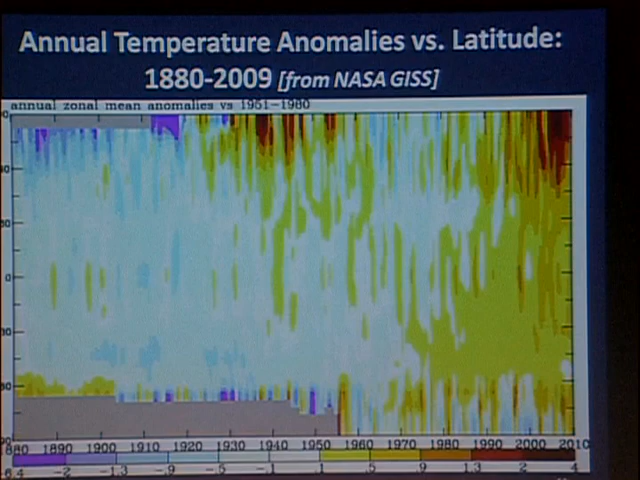 Annual Temperature Anomalies vs. Latitude:
1880-2009 [from NASA GISS]
annual zonal mean anomalies vs 1951-1980
0
880 1890 1900 1910 1920 1930 1940 1950 1960 1970 1980 1990 2000 2010
-2 -1.3 -.9 -.5 -.1 .1 .5 .9 1.3 2 4